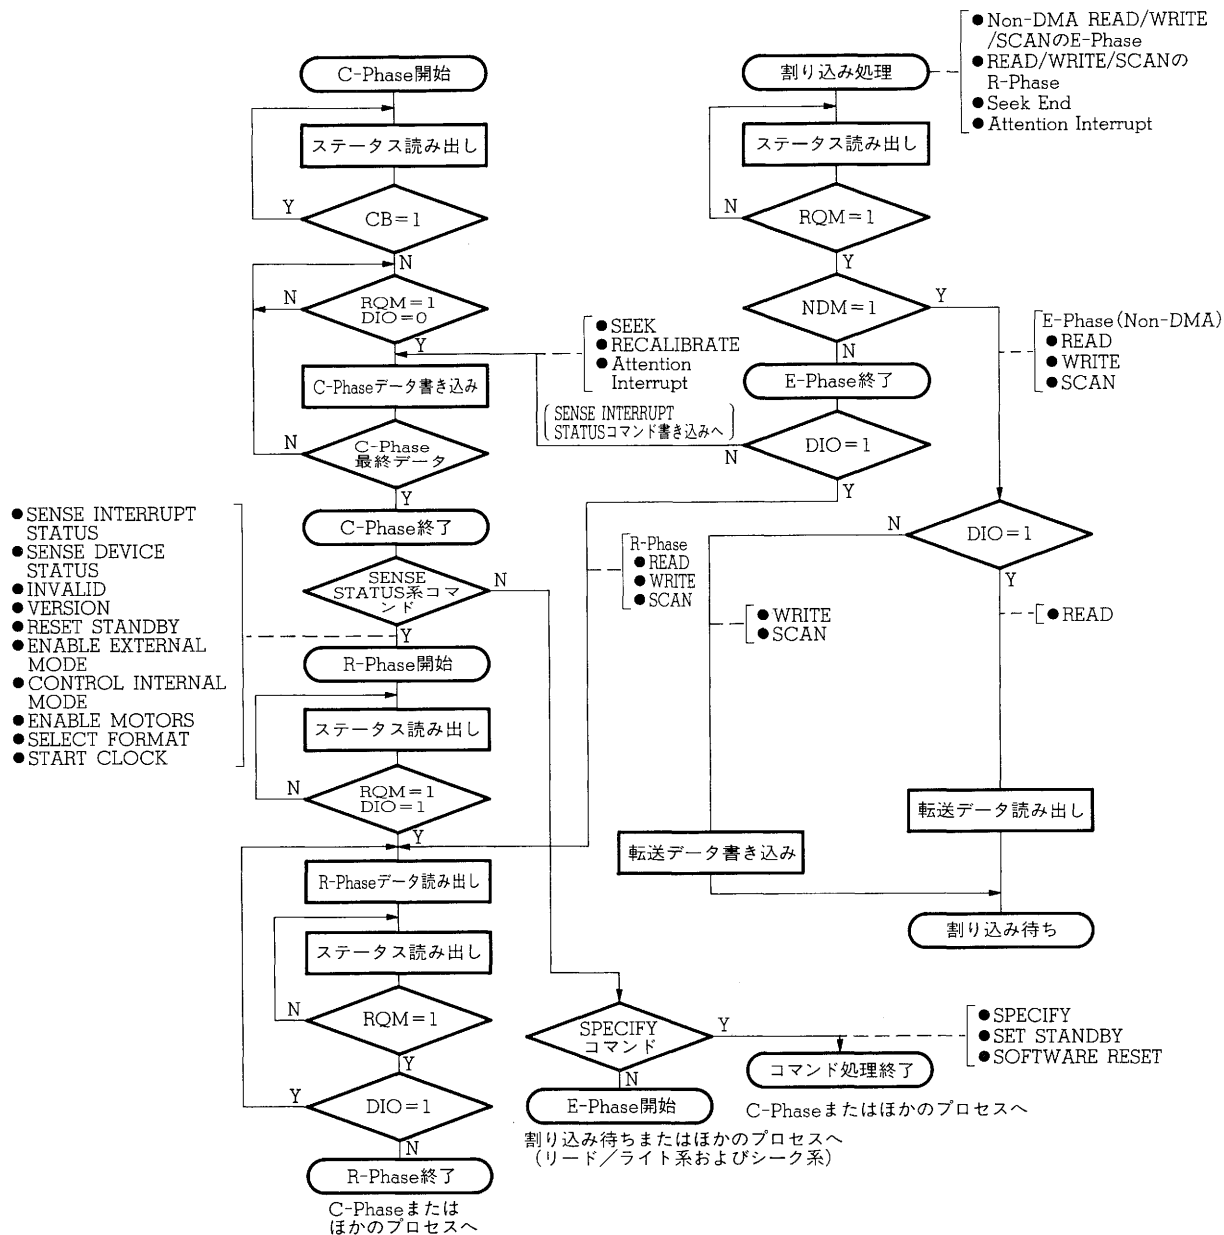 C-Phase開始
ステータス読み出し
Y
CB=1
N
N
RQM=1
DIO=0
Y
C-Phaseデータ書き込み
N
C-Phase
最終データ
Y
C-Phase終了
SENSE
STATUS系コマ
ンド
N
Y
● SENSE INTERRUPT
STATUS
● SENSE DEVICE
STATUS
● INVALID
● VERSION
● RESET STANDBY
● ENABLE EXTERNAL
MODE
● CONTROL INTERNAL
MODE
● ENABLE MOTORS
● SELECT FORMAT
● START CLOCK
R-Phase開始
ステータス読み出し
N
RQM=1
DIO=1
Y
R-Phaseデータ読み出し
ステータス読み出し
N
RQM=1
Y
Y
DIO=1
N
R-Phase終了
C-Phaseまたは
ほかのプロセスへ
割り込み処理
● Non-DMA READ/WRITE
/SCANのE-Phase
● READ/WRITE/SCANの
R-Phase
● Seek End
● Attention Interrupt
ステータス読み出し
N
RQM=1
Y
NDM=1
Y
N
E-Phase終了
● SEEK
● RECALIBRATE
● Attention
Interrupt
(SENSE INTERRUPT
STATUSコマンド書き込みへ)
DIO=1
N
Y
E-Phase(Non-DMA)
● READ
● WRITE
● SCAN
R-Phase
● READ
● WRITE
● SCAN
N
DIO=1
Y
● WRITE
● SCAN
● READ
転送データ読み出し
転送データ書き込み
割り込み待ち
SPECIFY
コマンド
Y
N
● SPECIFY
● SET STANDBY
● SOFTWARE RESET
コマンド処理終了
C-Phaseまたはほかのプロセスへ
E-Phase開始
割り込み待ちまたはほかのプロセスへ
(リード/ライト系およびシーク系)